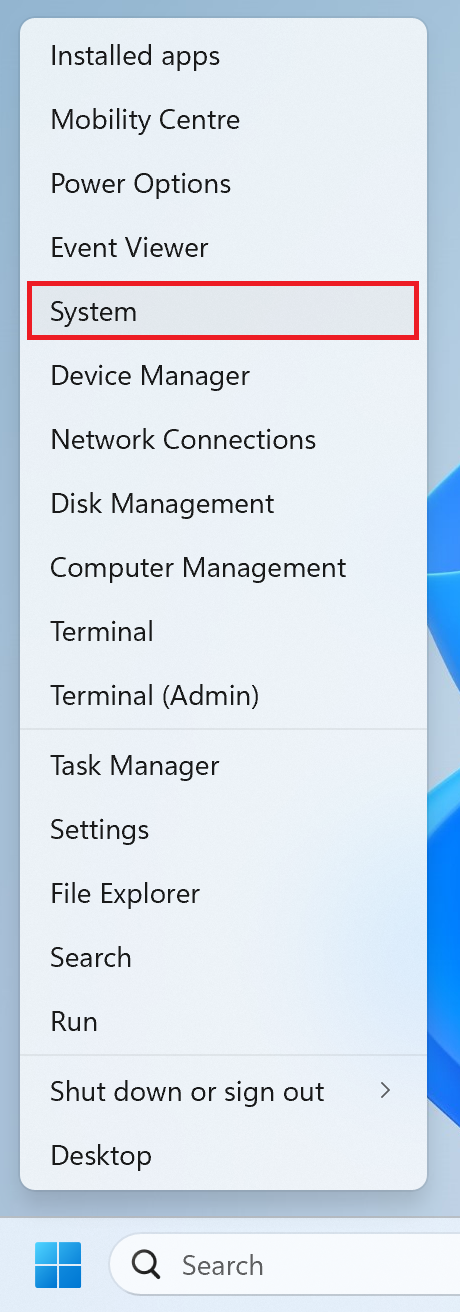 Installed apps
Mobility Centre
Power Options
Event Viewer
System
Device Manager
Network Connections
Disk Management
Computer Management
Terminal
Terminal (Admin)
Task Manager
Settings
File Explorer
Search
Run
Shut down or sign out
Desktop
Search